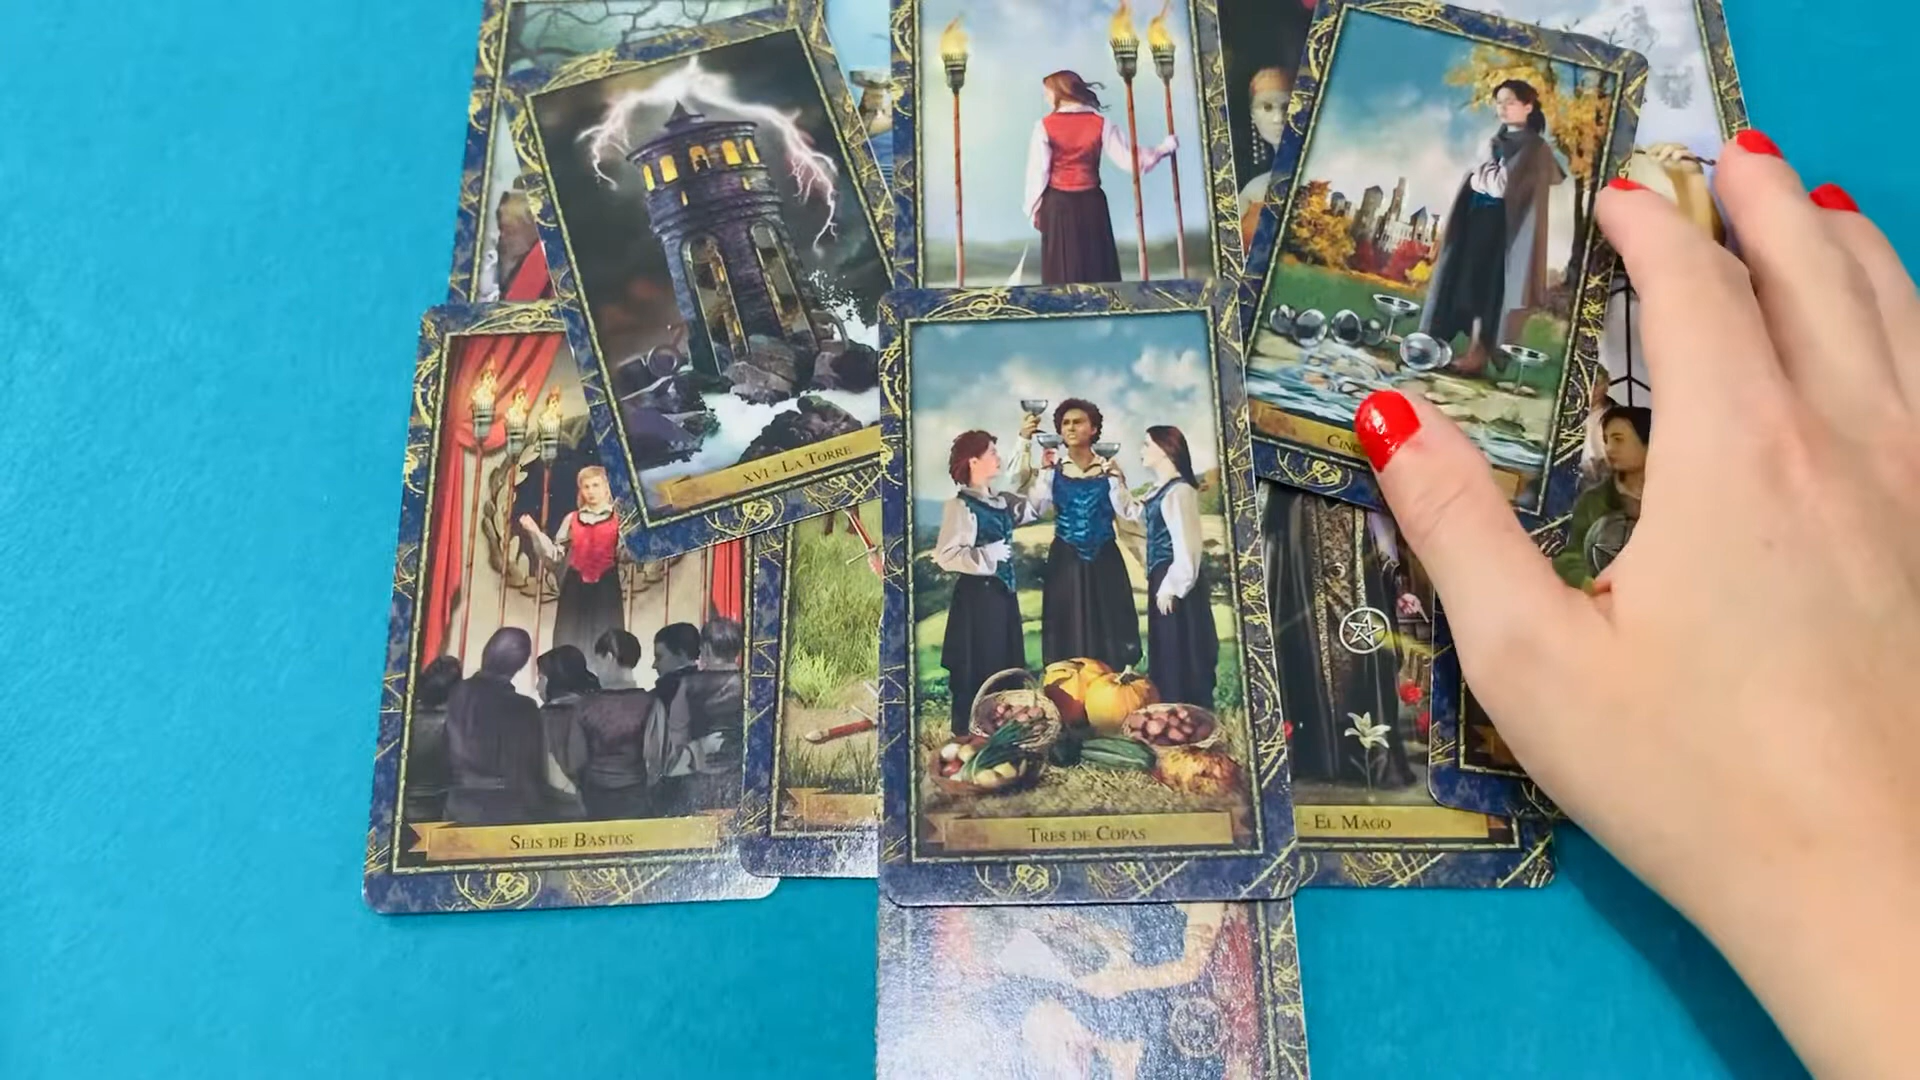 XVI - La Torre
Cinc
Seis de Bastos
Tres de Copas
- El Mago